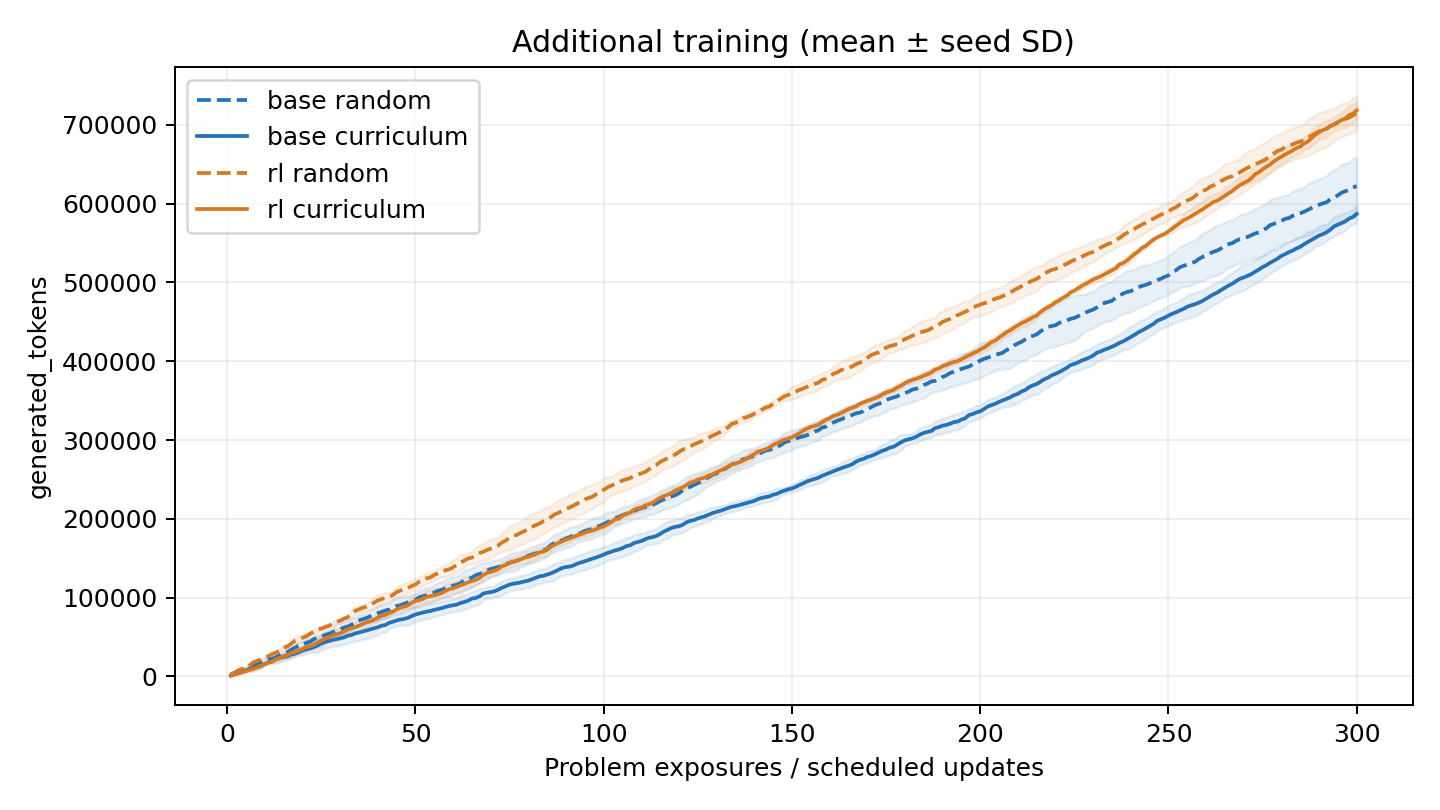 Additional training (mean ± seed SD)
base random
base curriculum
rl random
rl curriculum
generated_tokens
700000
600000
500000
400000
300000
200000
100000
0
0 50 100 150 200 250 300
Problem exposures / scheduled updates